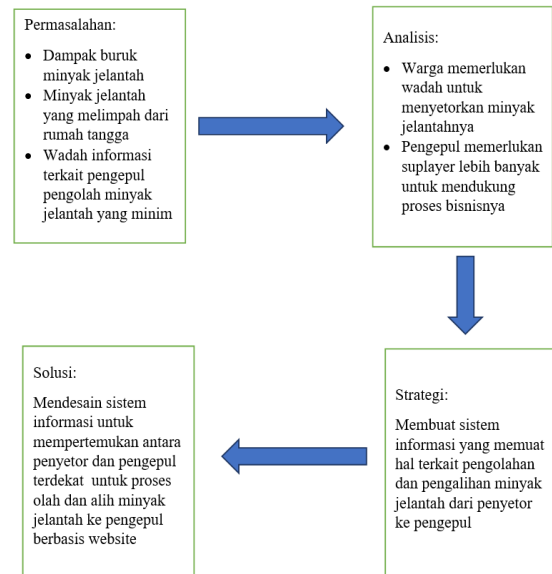 Permasalahan:
• Dampak buruk
minyak jelantah
• Minyak jelantah
yang melimpah dari
rumah tangga
• Wadah informasi
terkait pengepul
pengolah minyak
jelantah yang minim
Analisis:
• Warga memerlukan
wadah untuk
menyetorkan minyak
jelantahnya
• Pengepul memerlukan
suplayer lebih banyak
untuk mendukung
proses bisnisnya
Strategi:
Membuat sistem
informasi yang memuat
hal terkait pengolahan
dan pengalihan minyak
jelantah dari penyetor
ke pengepul
Solusi:
Mendesain sistem
informasi untuk
mempertemukan antara
penyetor dan pengepul
terdekat untuk proses
olah dan alih minyak
jelantah ke pengepul
berbasis website